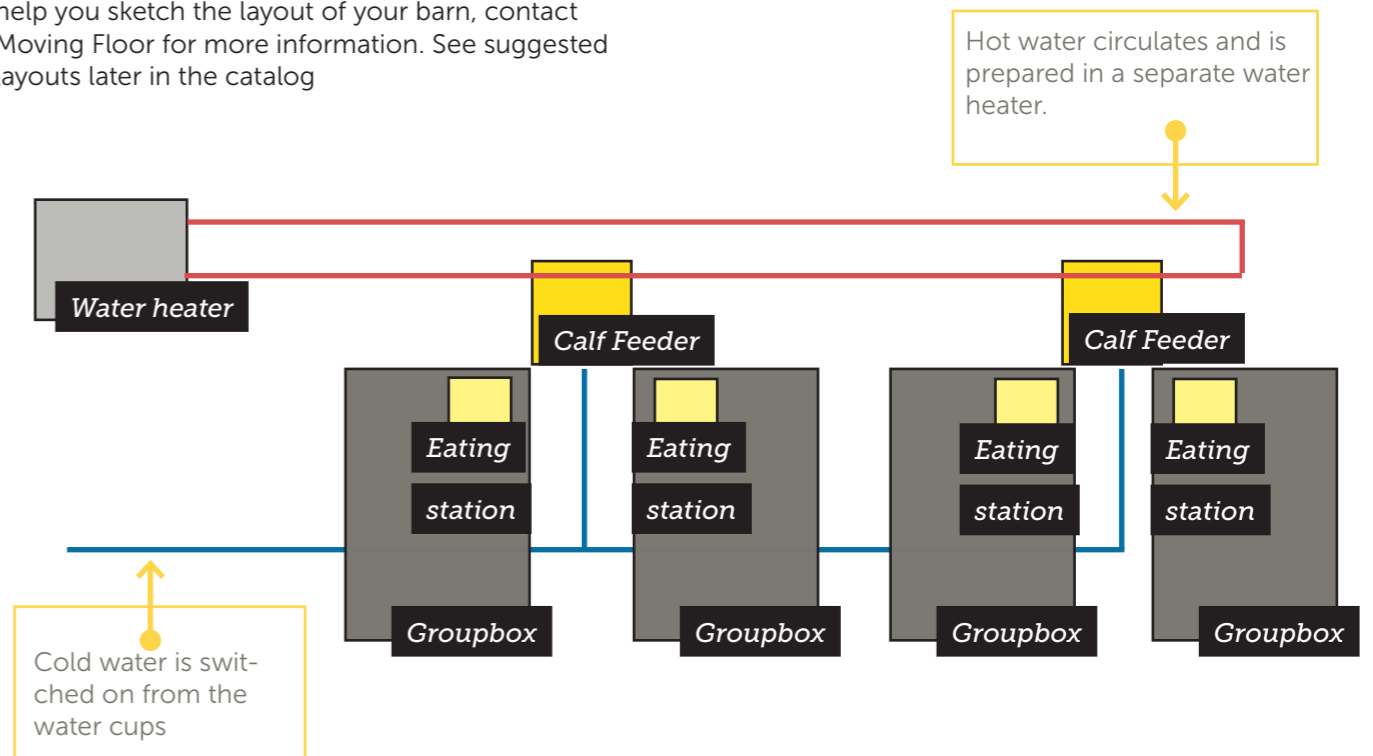 help you sketch the layout of your barn, contact
Moving Floor for more information. See suggested
layouts later in the catalog
Hot water circulates and is
prepared in a separate water
heater.
Water heater
Calf Feeder
Calf Feeder
Eating
station
Eating
station
Eating
station
Eating
station
Groupbox
Groupbox
Groupbox
Groupbox
Cold water is swit-
ched on from the
water cups